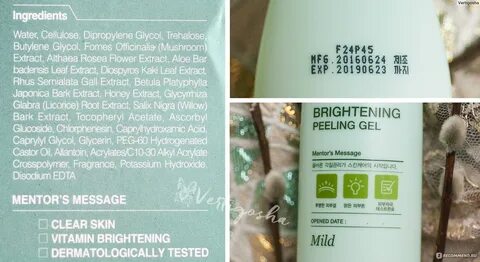 Ingredients
Water, Cellulose, Dipropylene Glycol, Trehalose,
Butylene Glycol, Fomes Officinalis (Mushroom)
Extract, Althaea Rosea Flower Extract, Aloe Bar
badensis Leaf Extract, Diospyros Kaki Leaf Extract,
Rhus Semialata Gall Extract, Betula Platyphylla
Japonica Bark Extract, Honey Extract, Glycyrrhiza
Glabra (Licorice) Root Extract, Salix Nigra (Willow)
Bark Extract, Tocopheryl Acetate, Ascorbyl
Glucoside, Chlorphenesin, Caprylhydroxamic Acid,
Caprylyl Glycol, Glycerin, PEG-60 Hydrogenated
Castor Oil, Allantoin, Acrylates/C10-30 Alkyl Acrylate
Crosspolymer, Fragrance, Potassium Hydroxide,
Disodium EDTA
MENTOR'S MESSAGE
CLEAR SKIN
VITAMIN BRIGHTENING
DERMATOLOGICALLY TESTED
Vertogosha
Vertogosha
F24P45
MFG.20160624 제조
EXP.20190623 까지
BRIGHTENING
PEELING GEL
Mentor's Message
OPENED DATE :
Mild
RECOMMEND.RU